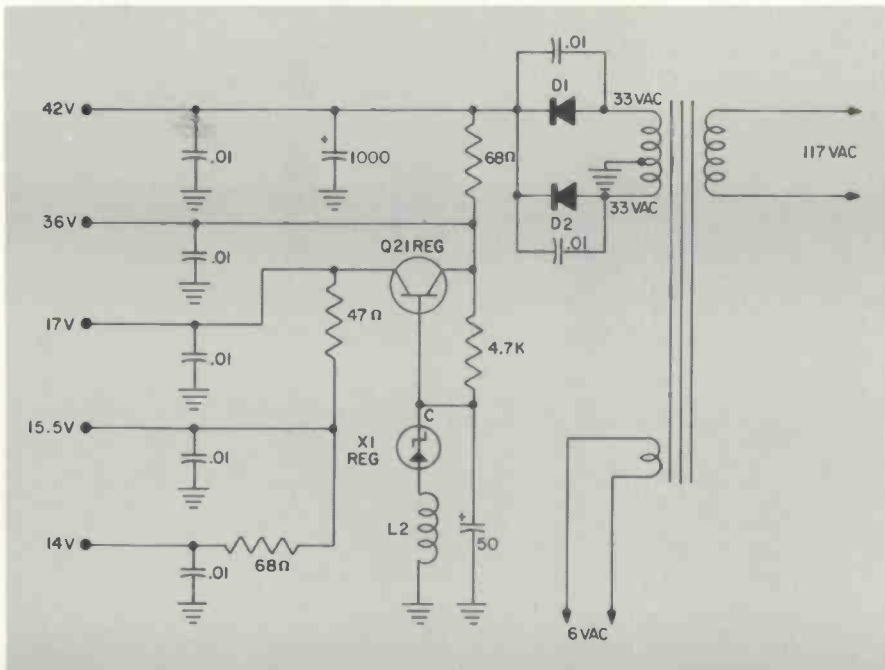 .01
D1
33 VAC
42V
.01
1000
68Ω
117 VAC
33 VAC
D2
.01
36V
.01
Q21 REG
17V
47Ω
4.7K
.01
15.5V
C
X1
REG
.01
L2
50
14V
68Ω
.01
6 VAC